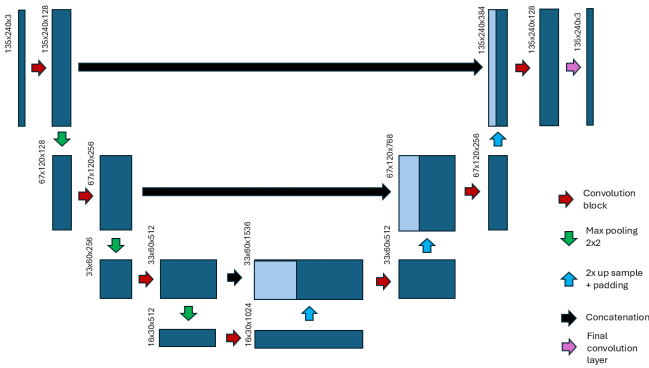 135x240x3
135x240x128
135x240x384
135x240x128
135x240x3
67x120x128
67x120x256
67x120x768
67x120x256
33x60x256
33x60x512
33x60x1536
33x60x512
16x30x512
16x30x1024
Convolution
block
Max pooling
2x2
2x up sample
+ padding
Concatenation
Final
convolution
layer